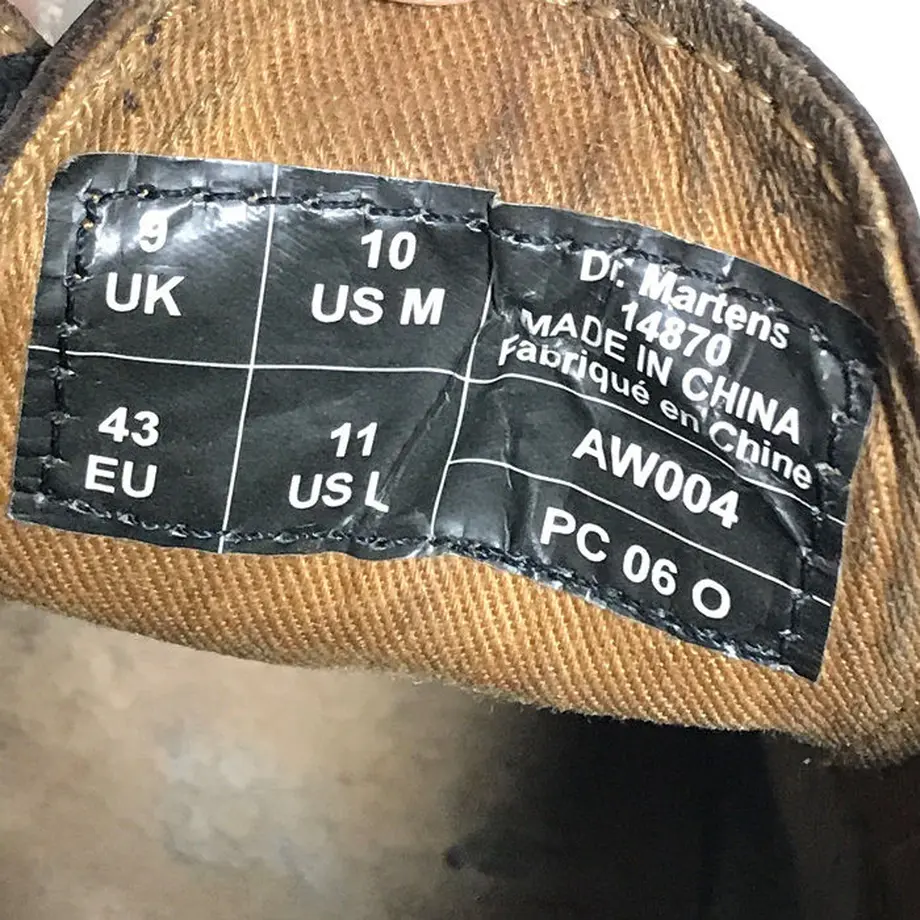 9
UK
10
US M
43
EU
11
US L
Dr. Martens
14870
MADE IN CHINA
Fabriqué en Chine
AW004
PC 06 O